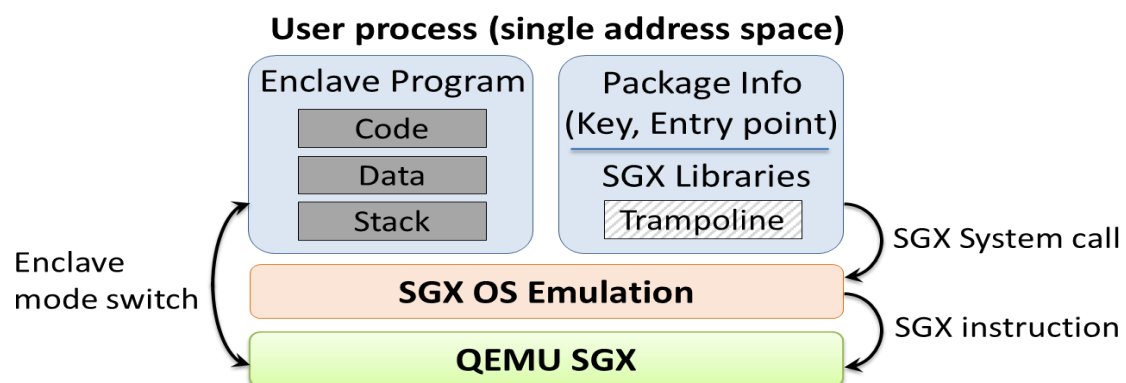 User process (single address space)
Enclave Program
Code
Data
Stack
Package Info
(Key, Entry point)
SGX Libraries
Trampoline
SGX System call
Enclave
mode switch
SGX OS Emulation
SGX instruction
QEMU SGX